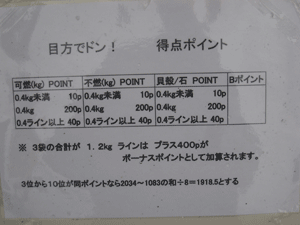 目方でドン! 得点ポイント
可燃(kg) POINT 不燃(kg) POINT 貝殻/石 POINT Bポイント
0.4kg未満 10p 0.4kg未満 10p 0.4kg未満 10p
0.4kg 200p 0.4kg 200p 0.4kg 200p
0.4ライン以上 40p 0.4ライン以上 40p 0.4ライン以上 40p
※ 3袋の合計が 1.2kg ラインは プラス400pが
ボーナスポイントとして加算されます。
3位から10位が同ポイントなら2034~1083の和÷8=1918.5とする